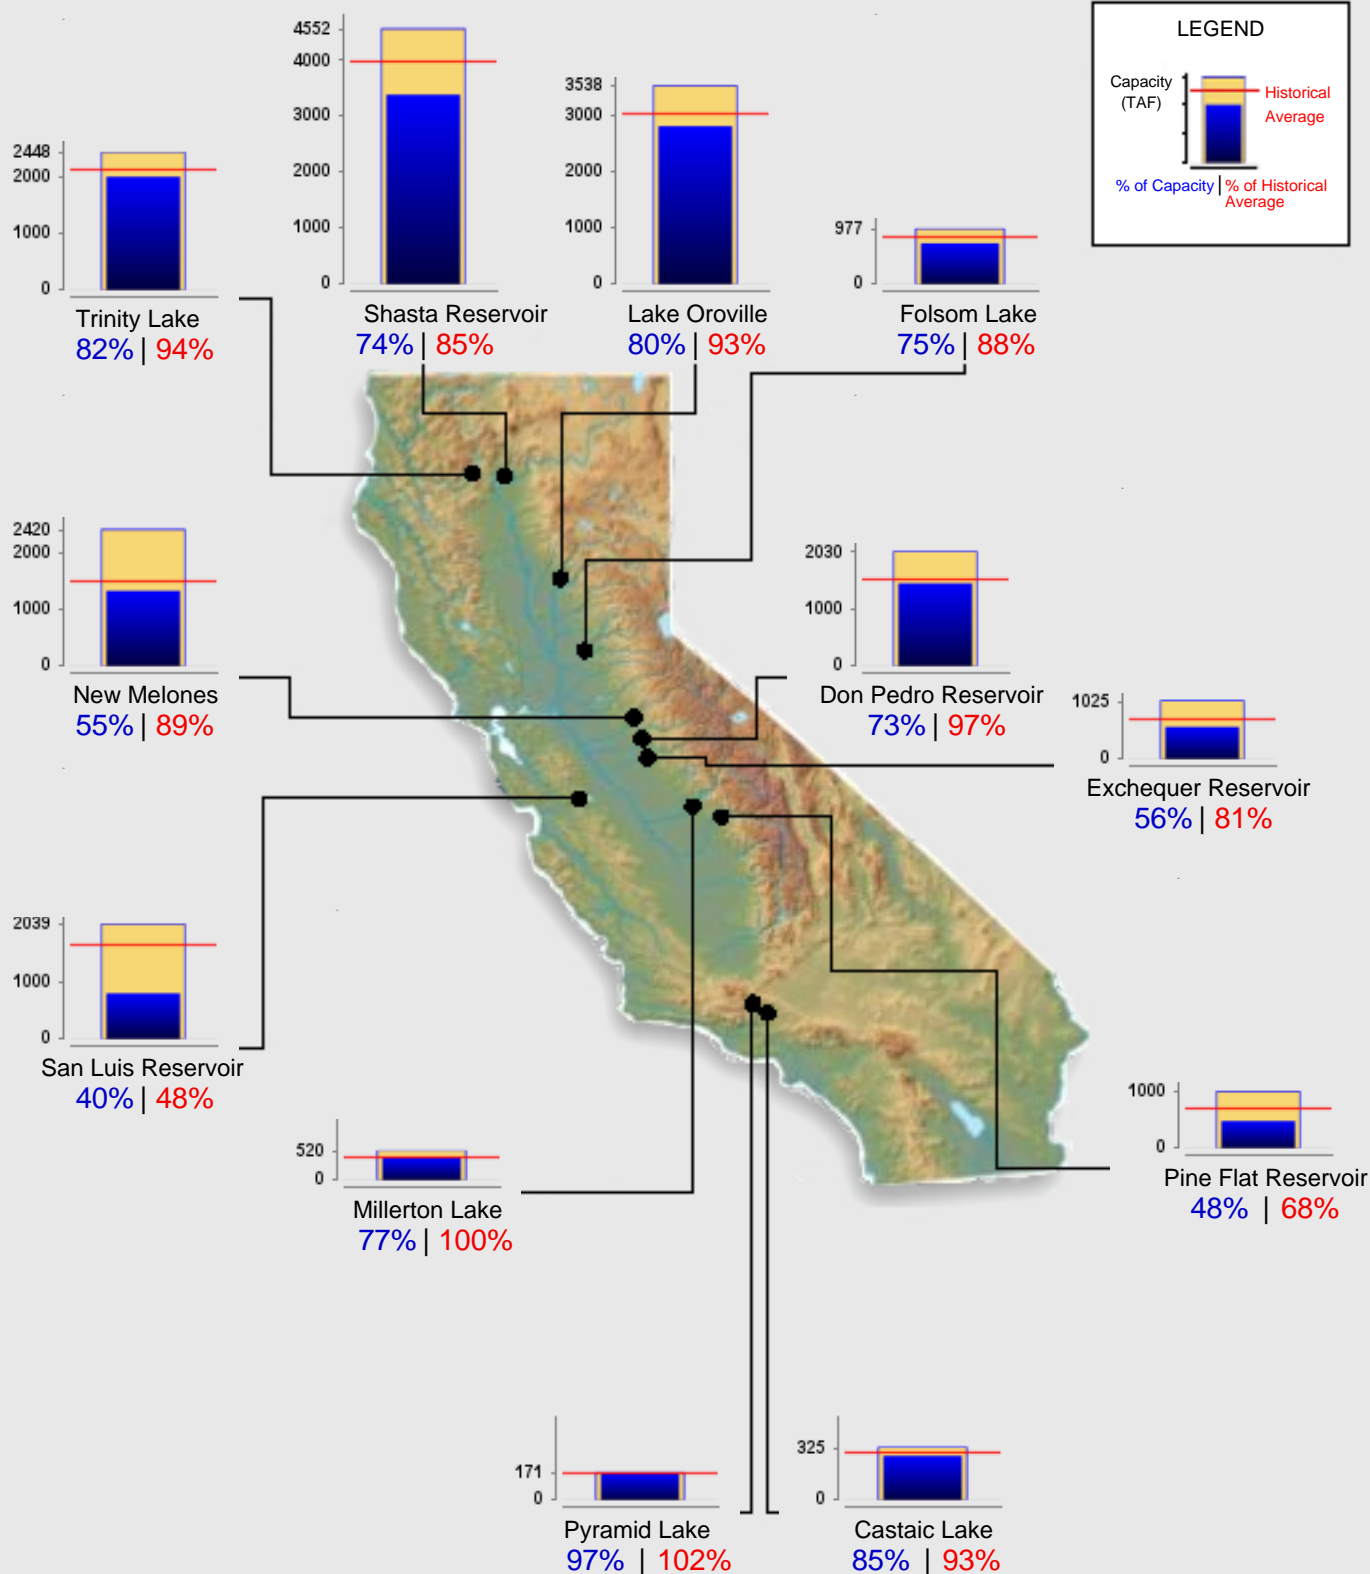 LEGEND
Capacity
(TAF)
Historical
Average
% of Capacity | % of Historical
Average
2448
2000
1000
0
Trinity Lake
82% | 94%
4552
4000
3000
2000
1000
0
Shasta Reservoir
74% | 85%
3538
3000
2000
1000
0
Lake Oroville
80% | 93%
977
0
Folsom Lake
75% | 88%
2420
2000
1000
0
New Melones
55% | 89%
2030
1000
0
Don Pedro Reservoir
73% | 97%
1025
0
Exchequer Reservoir
56% | 81%
2039
1000
0
San Luis Reservoir
40% | 48%
520
0
Millerton Lake
77% | 100%
1000
0
Pine Flat Reservoir
48% | 68%
171
0
Pyramid Lake
97% | 102%
325
0
Castaic Lake
85% | 93%